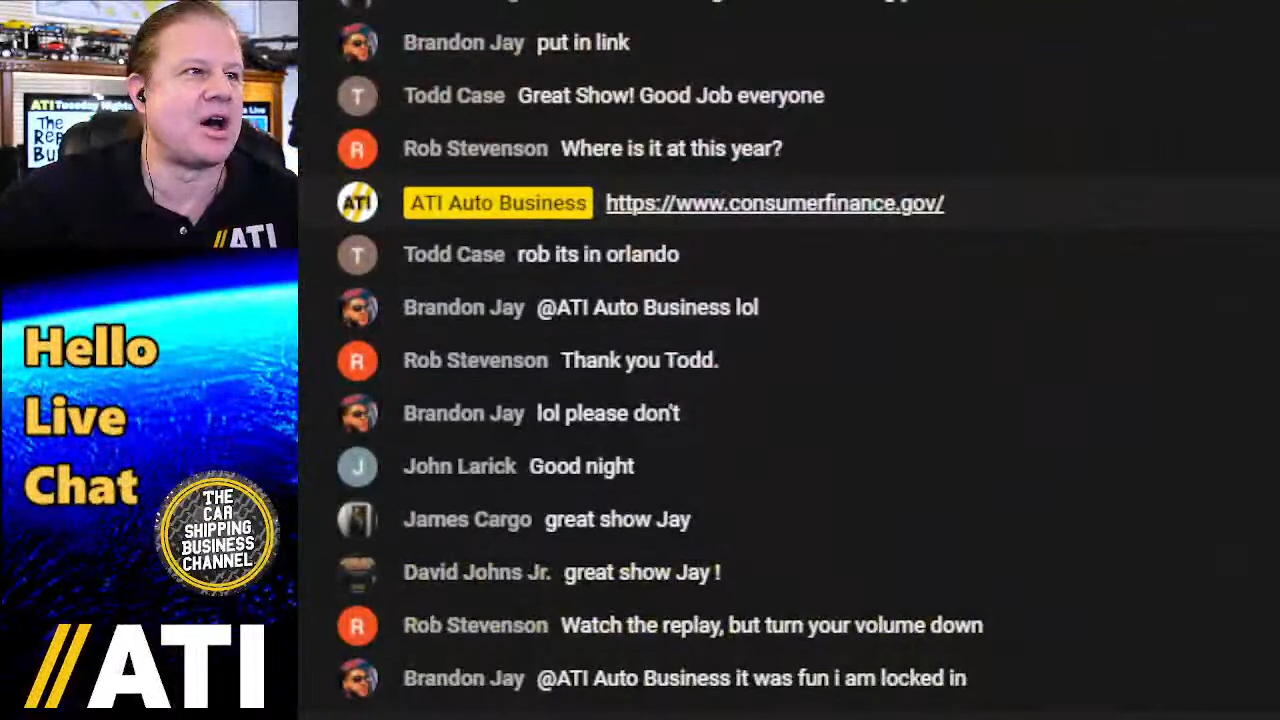 ATI Tuesday Nights
The
Hello
Live
Chat
THE
CAR
SHIPPING
BUSINESS
CHANNEL
//ATI
//ATI
Brandon Jay put in link
Todd Case Great Show! Good Job everyone
Rob Stevenson Where is it at this year?
ATI Auto Business https://www.consumerfinance.gov/
Todd Case rob its in orlando
Brandon Jay @ATI Auto Business lol
Rob Stevenson Thank you Todd.
Brandon Jay lol please don't
John Larick Good night
James Cargo great show Jay
David Johns Jr. great show Jay !
Rob Stevenson Watch the replay, but turn your volume down
Brandon Jay @ATI Auto Business it was fun i am locked in